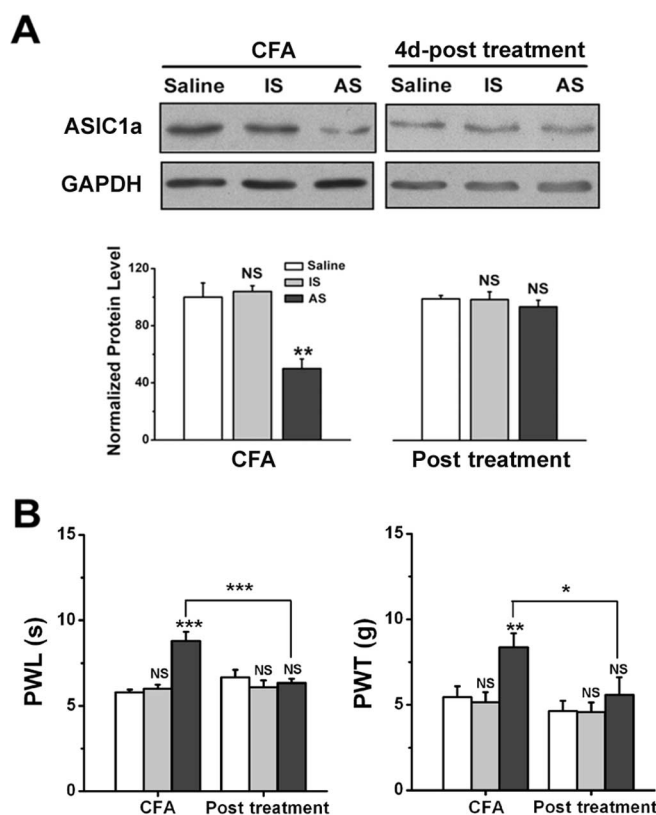 A
CFA 4d-post treatment
Saline IS AS Saline IS AS
ASIC1a
GAPDH
Normalized Protein Level
120
80
40
0
NS
**
Saline
IS
AS
NS NS
CFA Post treatment
B
PWL (s)
15
10
5
0
***
***
NS
NS NS
CFA Post treatment
PWT (g)
15
10
5
0
*
**
NS
NS
NS
CFA Post treatment